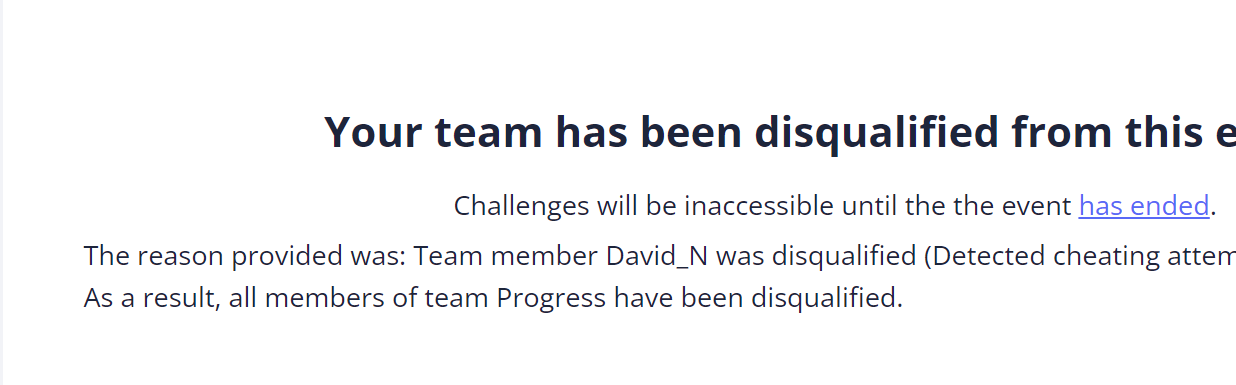 Your team has been disqualified from this e
Challenges will be inaccessible until the the event has ended.
The reason provided was: Team member David_N was disqualified (Detected cheating attem
As a result, all members of team Progress have been disqualified.